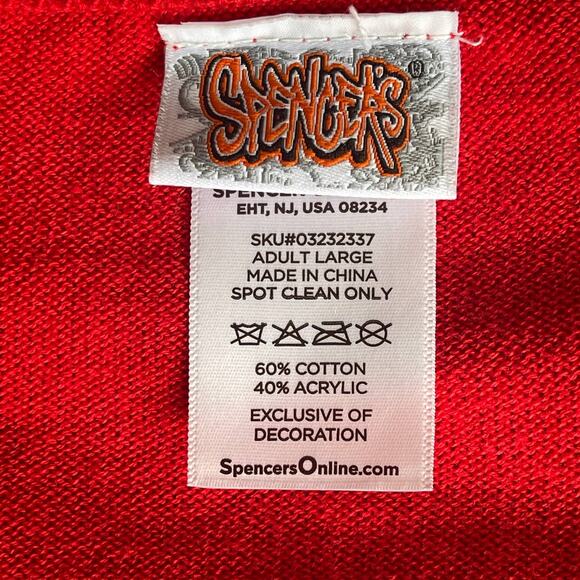 SPENCER'S
SPENCER
EHT, NJ, USA 08234
SKU#03232337
ADULT LARGE
MADE IN CHINA
SPOT CLEAN ONLY
60% COTTON
40% ACRYLIC
EXCLUSIVE OF
DECORATION
SpencersOnline.com